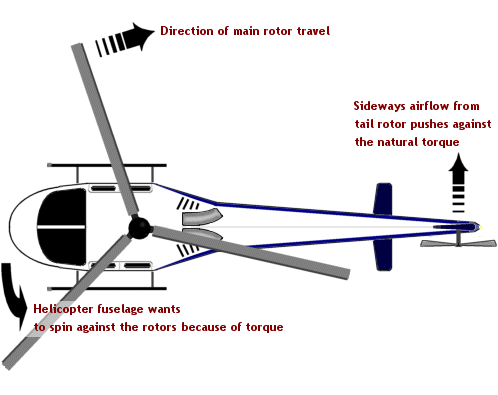 Direction of main rotor travel
Sideways airflow from
tail rotor pushes against
the natural torque
Helicopter fuselage wants
to spin against the rotors because of torque